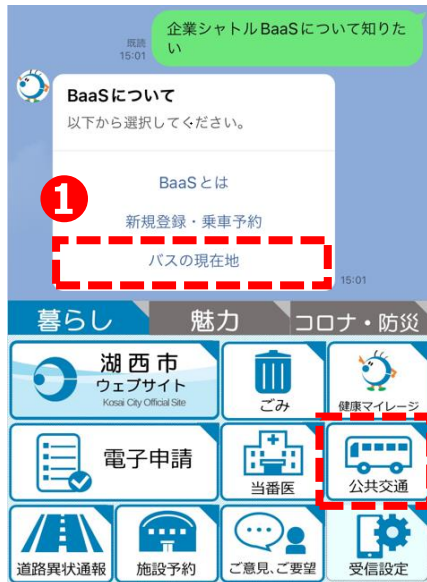 企業シャトルBaaSについて知りた
い
既読
15:01
BaaSについて
以下から選択してください。
BaaSとは
1
新規登録・乗車予約
バスの現在地
15:01
暮らし
魅力
コロナ・防災
湖西市
ウェブサイト
Kosai City Official Site
ごみ
健康マイレージ
電子申請
当番医
公共交通
道路異状通報
施設予約
ご意見、ご要望
受信設定